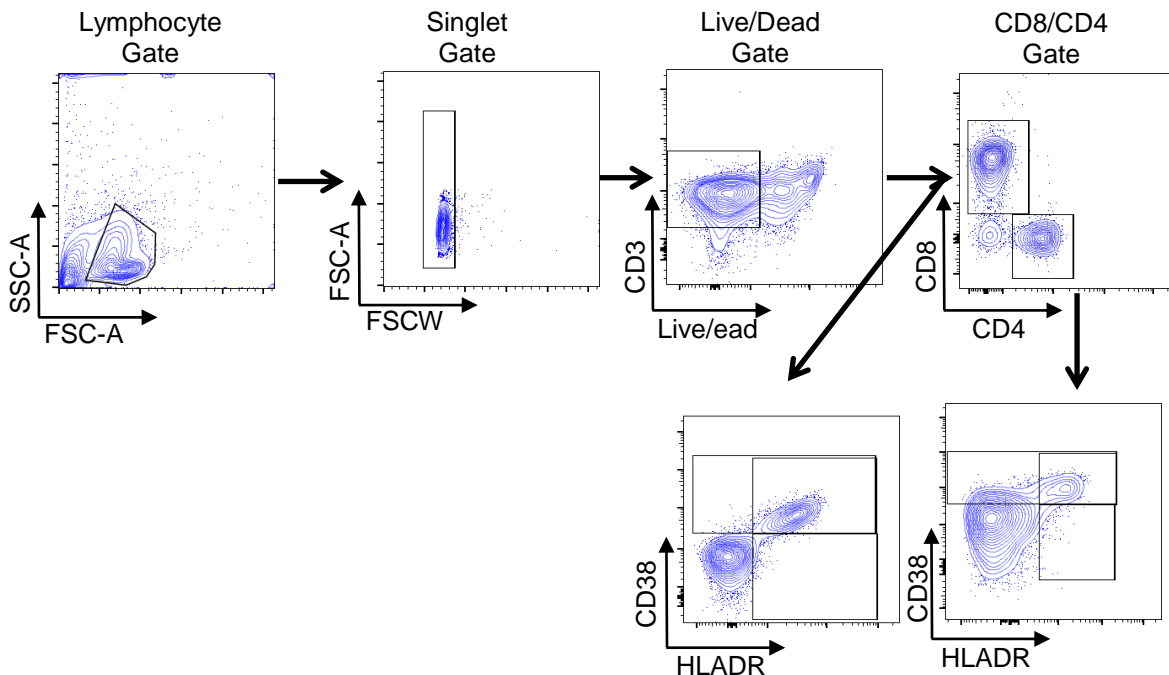 Lymphocyte
Gate
Singlet
Gate
Live/Dead
Gate
CD8/CD4
Gate
SSC-A
FSC-A
FSC-A
FSCW
CD3
Live/ead
CD8
CD4
CD38
HLADR
CD38
HLADR